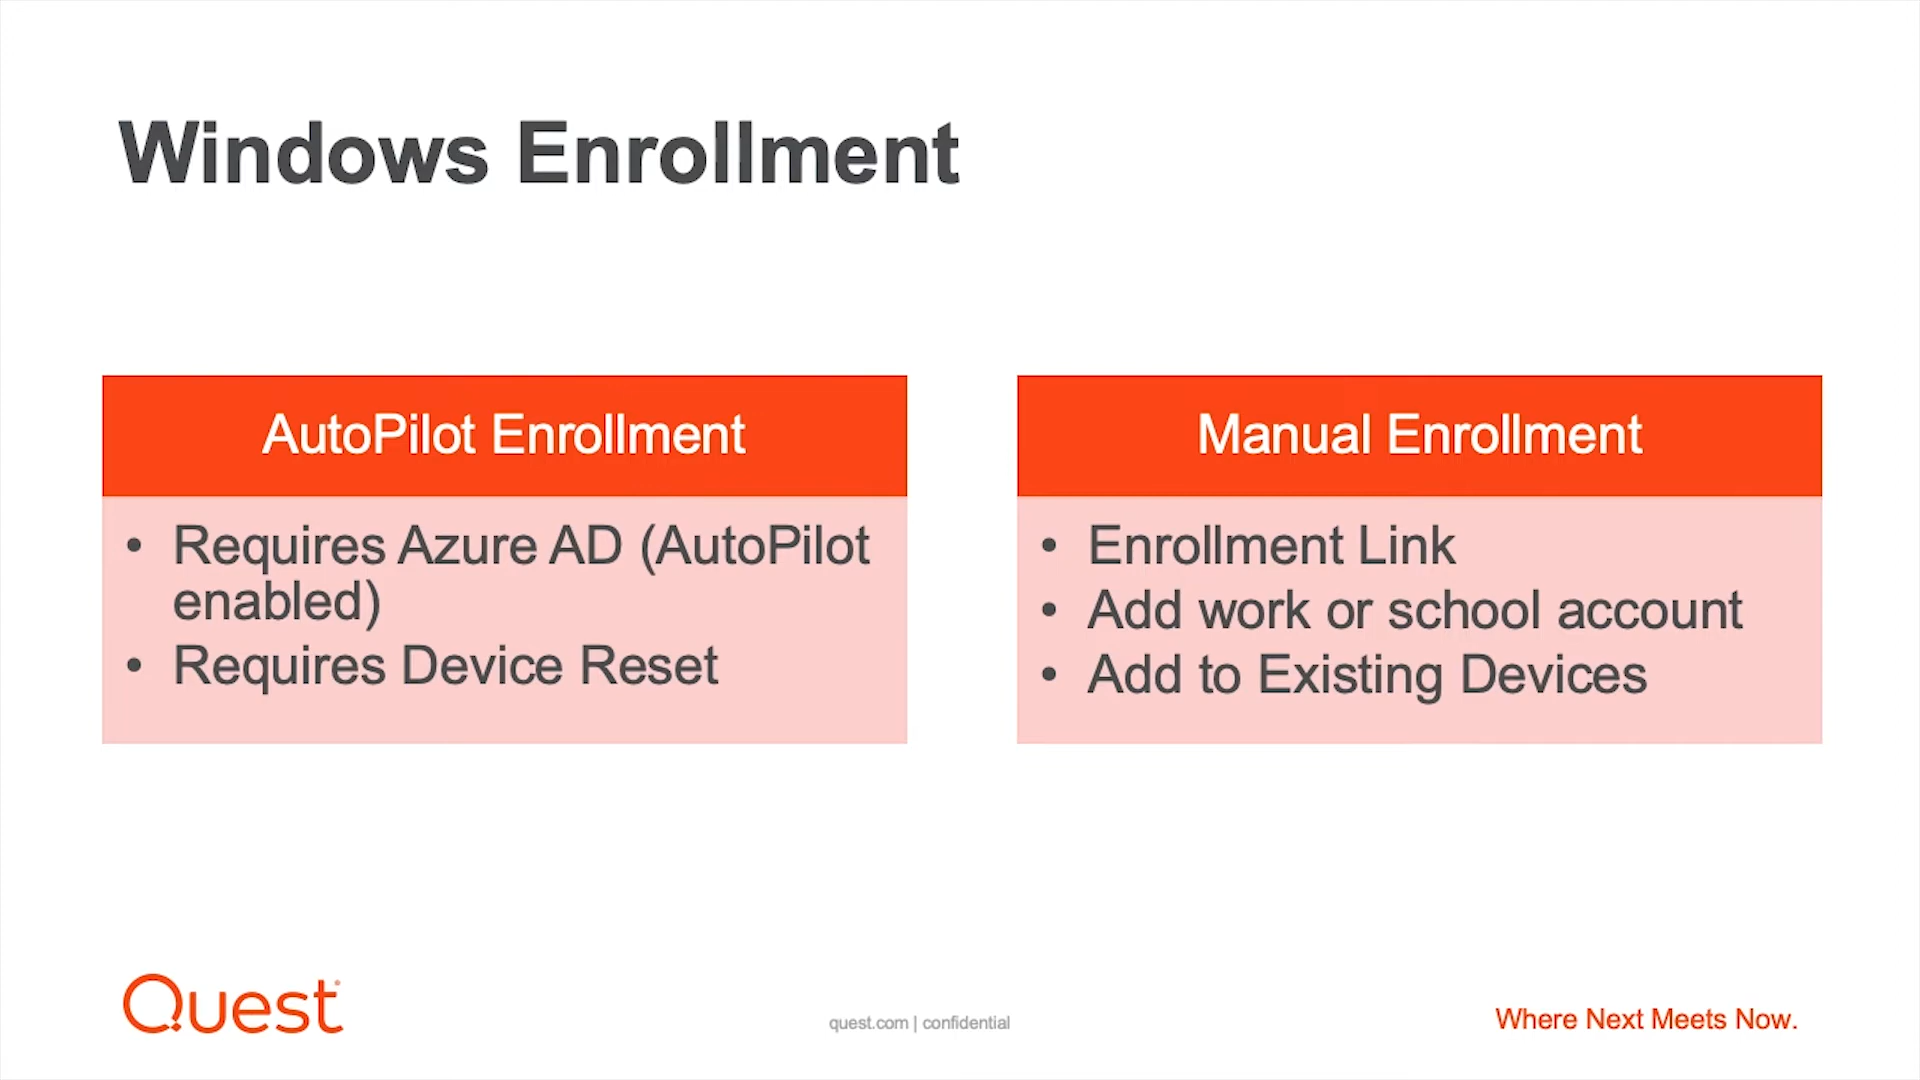 Windows Enrollment
AutoPilot Enrollment
• Requires Azure AD (AutoPilot
enabled)
• Requires Device Reset
Manual Enrollment
• Enrollment Link
• Add work or school account
• Add to Existing Devices
Quest
quest.com | confidential
Where Next Meets Now.